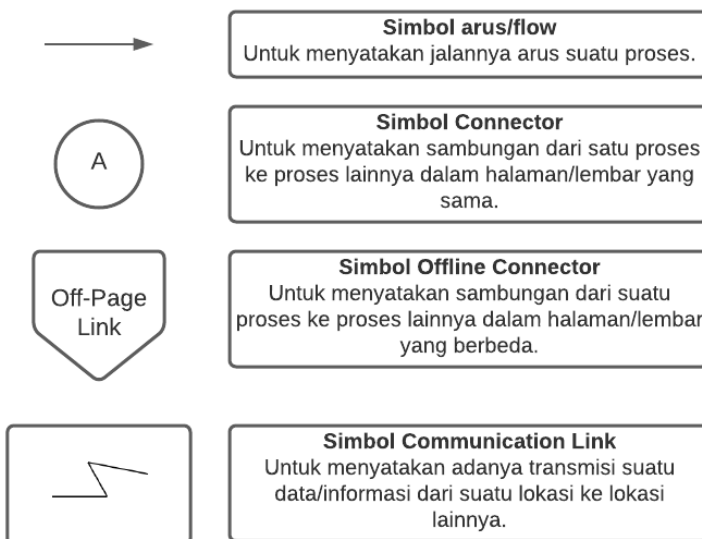 Simbol arus/flow
Untuk menyatakan jalannya arus suatu proses.
A
Simbol Connector
Untuk menyatakan sambungan dari satu proses
ke proses lainnya dalam halaman/lembar yang
sama.
Off-Page
Link
Simbol Offline Connector
Untuk menyatakan sambungan dari suatu
proses ke proses lainnya dalam halaman/lembar
yang berbeda.
Simbol Communication Link
Untuk menyatakan adanya transmisi suatu
data/informasi dari suatu lokasi ke lokasi
lainnya.